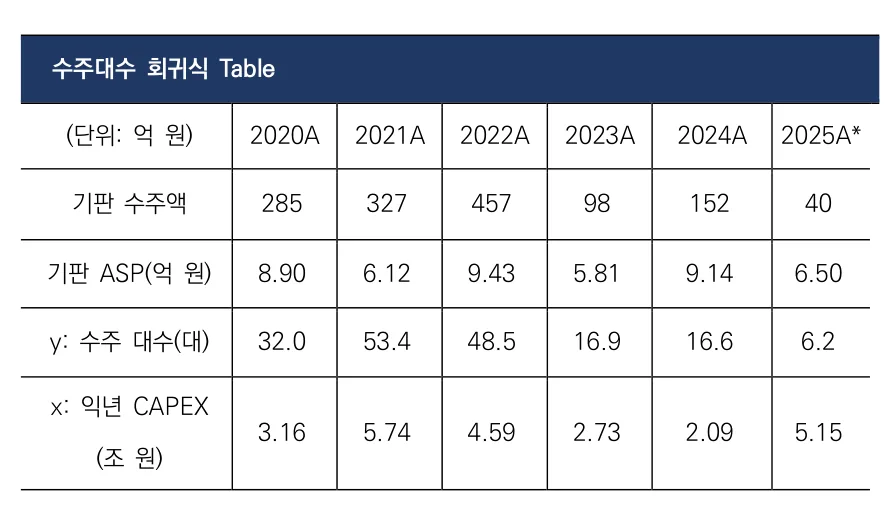 수주대수 회귀식 Table
(단위: 억 원) 2020A 2021A 2022A 2023A 2024A 2025A*
기판 수주액 285 327 457 98 152 40
기판 ASP(억 원) 8.90 6.12 9.43 5.81 9.14 6.50
y: 수주 대수(대) 32.0 53.4 48.5 16.9 16.6 6.2
x: 익년 CAPEX
(조 원) 3.16 5.74 4.59 2.73 2.09 5.15